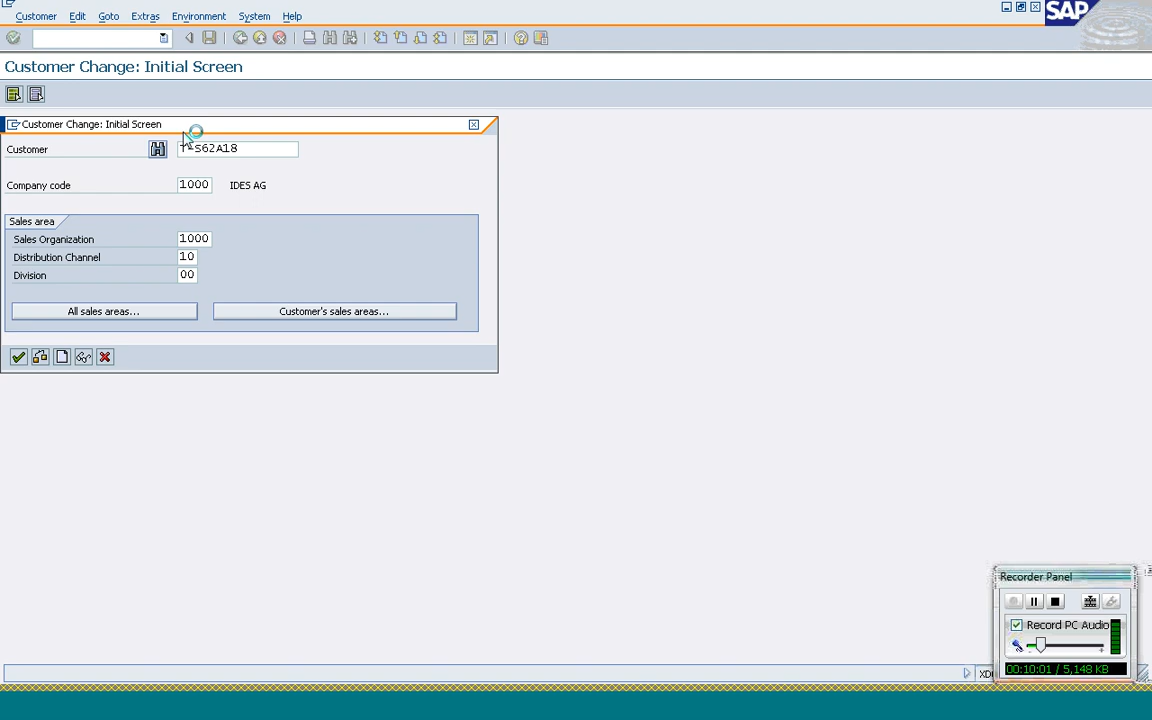 Customer Edit Goto Extras Environment System Help
SAP
Customer Change: Initial Screen
Customer Change: Initial Screen
Customer T-S62A18
Company code 1000 IDES AG
Sales area
Sales Organization 1000
Distribution Channel 10
Division 00
All sales areas... Customer's sales areas...
Recorder Panel
Record PC Audio
00:10:01 / 5,148 KB